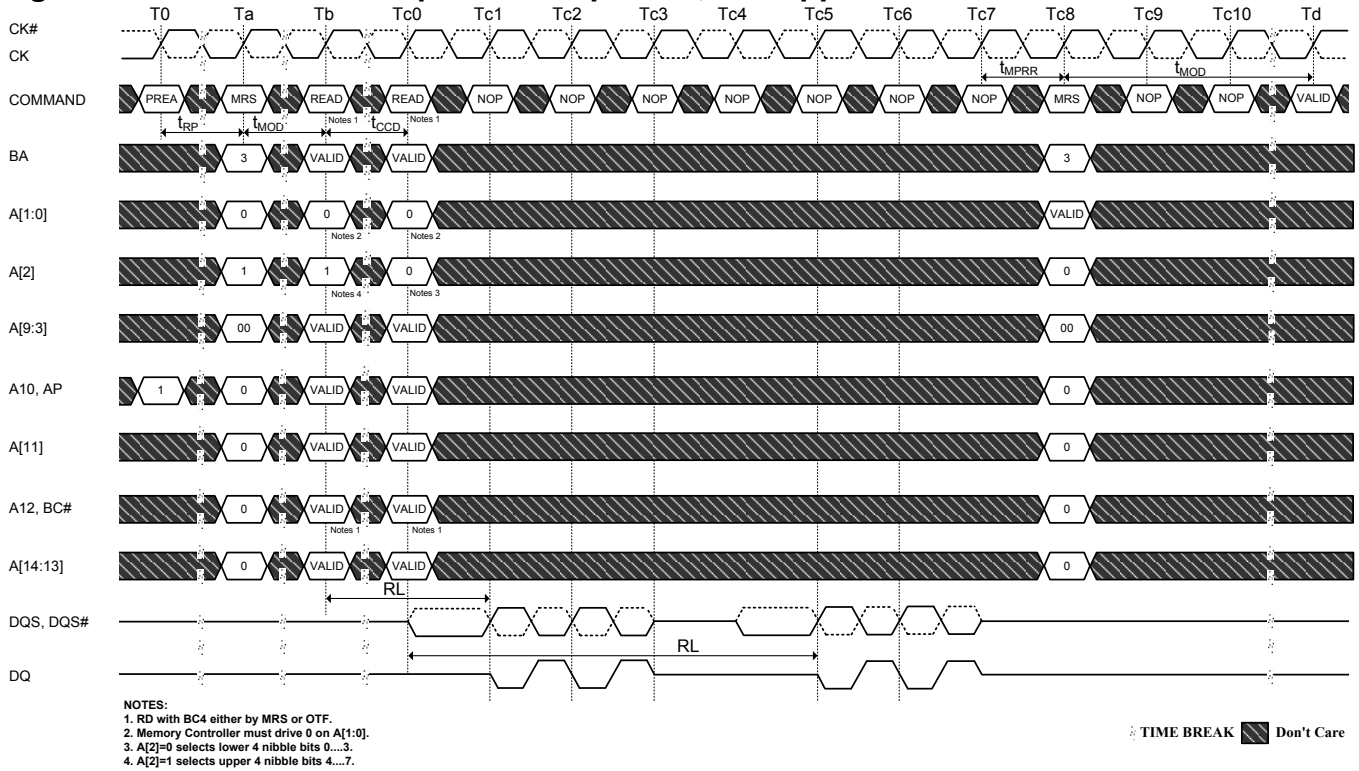 T0 Ta Tb Tc0 Tc1 Tc2 Tc3 Tc4 Tc5 Tc6 Tc7 Tc8 Tc9 Tc10 Td
CK#
CK
tMPRR tMOD
COMMAND PREA MRS READ READ NOP NOP NOP NOP NOP NOP NOP MRS NOP NOP VALID
Notes 1 Notes 1
tRP tMOD tCCD
BA 3 VALID VALID 3
A[1:0] 0 0 0 VALID
Notes 2 Notes 2
A[2] 1 1 0 0
Notes 4 Notes 3
A[9:3] 00 VALID VALID 00
A10, AP 1 0 VALID VALID 0
A[11] 0 VALID VALID 0
A12, BC# 0 VALID VALID 0
Notes 1 Notes 1
A[14:13] 0 VALID VALID 0
RL
DQS, DQS#
RL
DQ
NOTES:
1. RD with BC4 either by MRS or OTF.
2. Memory Controller must drive 0 on A[1:0].
3. A[2]=0 selects lower 4 nibble bits 0....3.
4. A[2]=1 selects upper 4 nibble bits 4....7.
TIME BREAK Don't Care